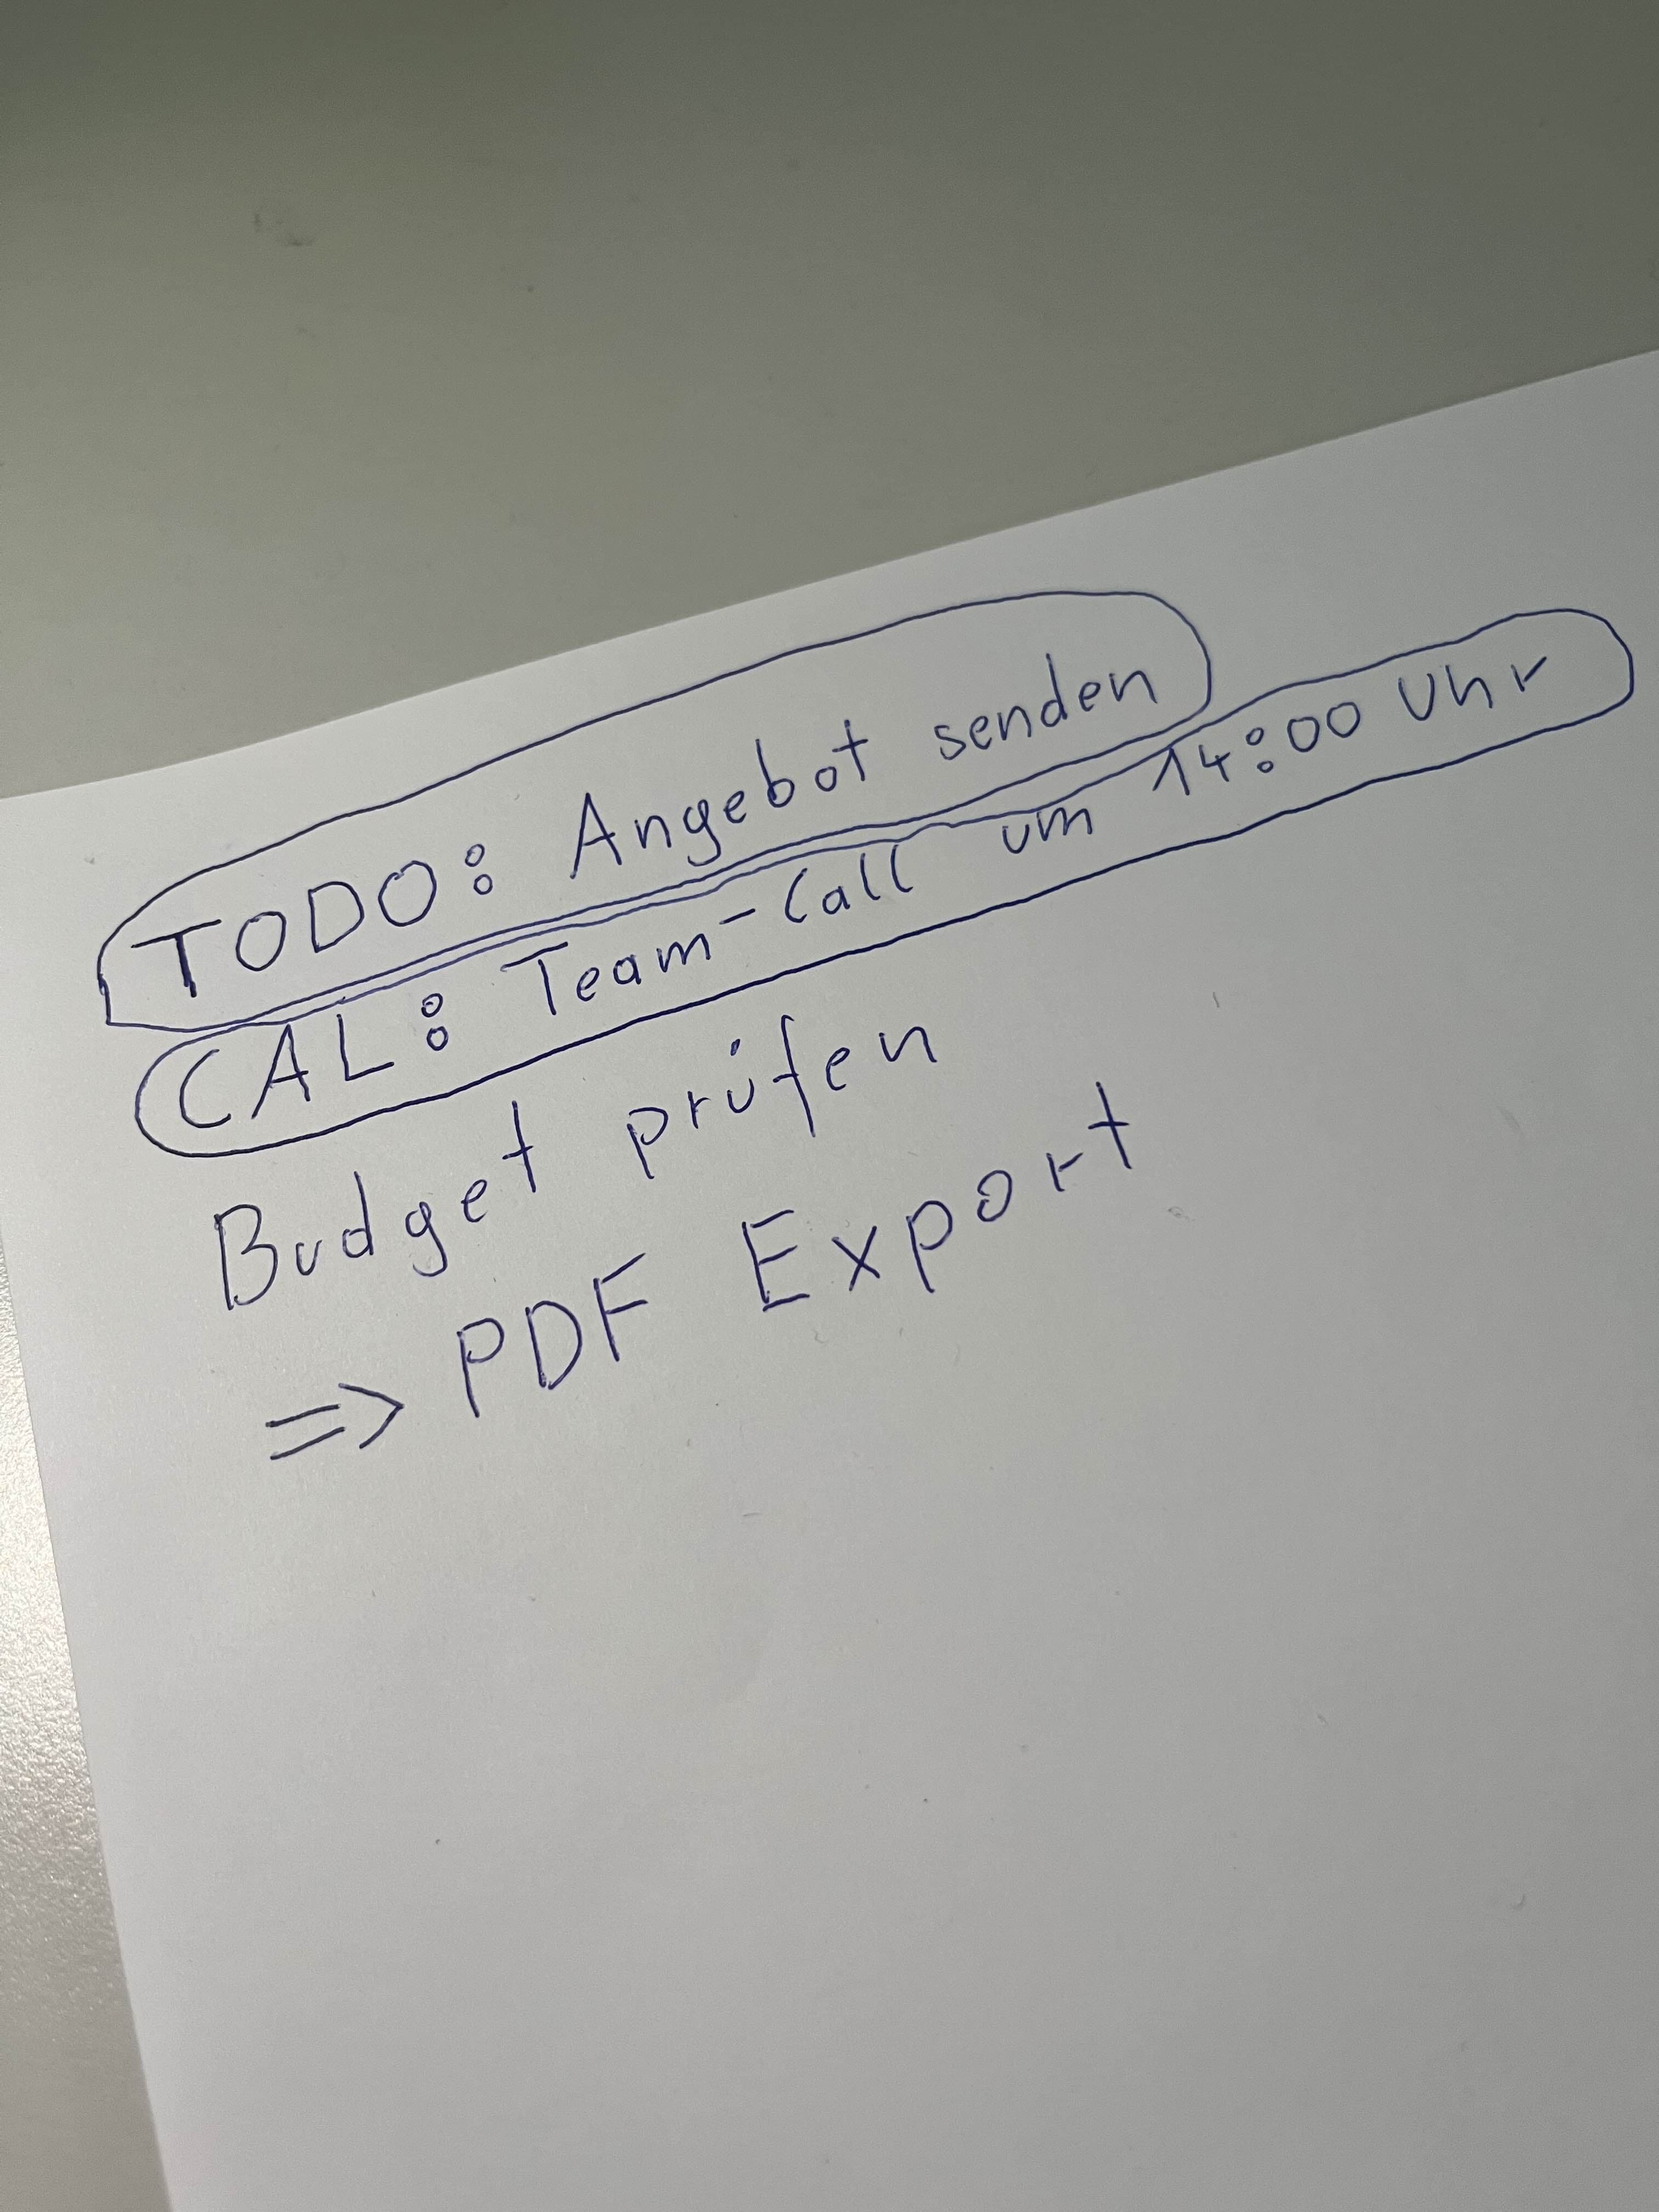 TODO: Angebot senden
CAL: Team-Call um 14:00 Uhr
Budget prüfen
=> PDF Export